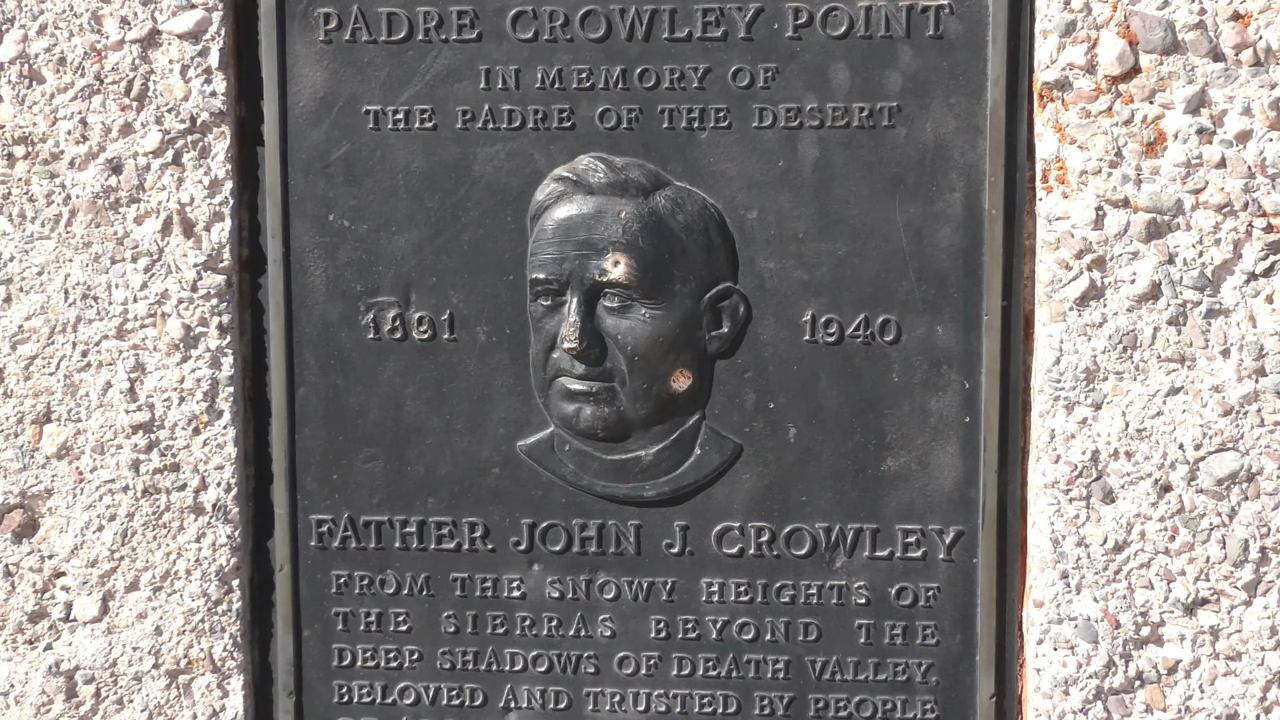 PADRE CROWLEY POINT
IN MEMORY OF
THE PADRE OF THE DESERT
1891 1940
FATHER JOHN J. CROWLEY
FROM THE SNOWY HEIGHTS OF
THE SIERRAS BEYOND THE
DEEP SHADOWS OF DEATH VALLEY,
BELOVED AND TRUSTED BY PEOPLE